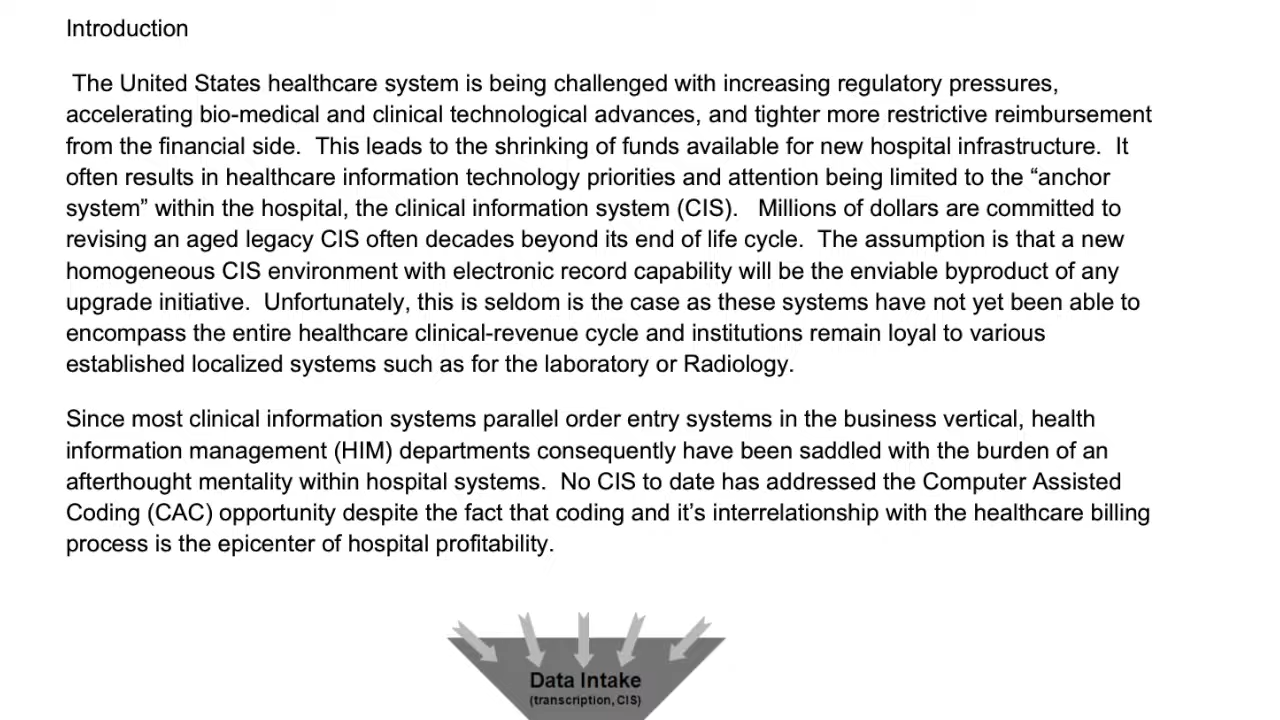 Introduction
The United States healthcare system is being challenged with increasing regulatory pressures,
accelerating bio-medical and clinical technological advances, and tighter more restrictive reimbursement
from the financial side.  This leads to the shrinking of funds available for new hospital infrastructure.  It
often results in healthcare information technology priorities and attention being limited to the “anchor
system” within the hospital, the clinical information system (CIS).   Millions of dollars are committed to
revising an aged legacy CIS often decades beyond its end of life cycle.  The assumption is that a new
homogeneous CIS environment with electronic record capability will be the enviable byproduct of any
upgrade initiative.  Unfortunately, this is seldom is the case as these systems have not yet been able to
encompass the entire healthcare clinical-revenue cycle and institutions remain loyal to various
established localized systems such as for the laboratory or Radiology.
Since most clinical information systems parallel order entry systems in the business vertical, health
information management (HIM) departments consequently have been saddled with the burden of an
afterthought mentality within hospital systems.  No CIS to date has addressed the Computer Assisted
Coding (CAC) opportunity despite the fact that coding and it’s interrelationship with the healthcare billing
process is the epicenter of hospital profitability.
Data Intake
(transcription, CIS)